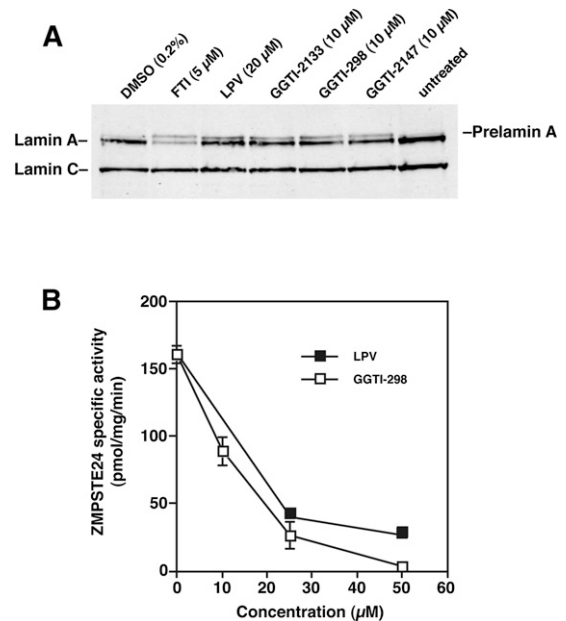 A
DMSO (0.2%)
FTI (5 µM)
LPV (20 µM)
GGTI-2133 (10 µM)
GGTI-298 (10 µM)
GGTI-2147 (10 µM)
untreated
Lamin A–
–Prelamin A
Lamin C–
B
ZMPSTE24 specific activity
(pmol/mg/min)
200
150
100
50
0
LPV
GGTI-298
0 10 20 30 40 50 60
Concentration (µM)